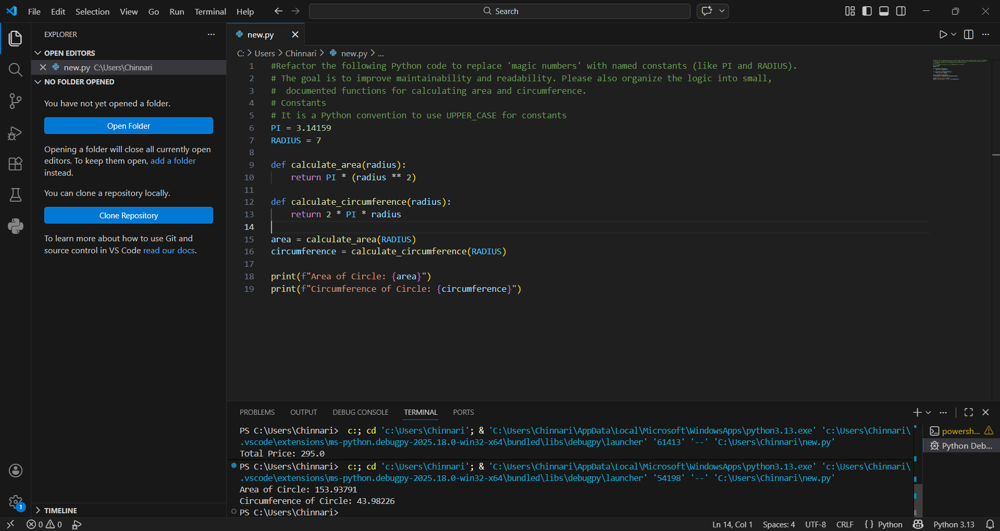 File Edit Selection View Go Run Terminal Help Search
EXPLORER
OPEN EDITORS
new.py C:\Users\Chinnari
NO FOLDER OPENED
You have not yet opened a folder.
Open Folder
Opening a folder will close all currently open
editors. To keep them open, add a folder
instead.
You can clone a repository locally.
Clone Repository
To learn more about how to use Git and
source control in VS Code read our docs.
TIMELINE
new.py
C: > Users > Chinnari > new.py > ...
1 #Refactor the following Python code to replace 'magic numbers' with named constants (like PI and RADIUS).
2 # The goal is to improve maintainability and readability. Please also organize the logic into small,
3 #  documented functions for calculating area and circumference.
4 # Constants
5 # It is a Python convention to use UPPER_CASE for constants
6 PI = 3.14159
7 RADIUS = 7
8
9 def calculate_area(radius):
10     return PI * (radius ** 2)
11
12 def calculate_circumference(radius):
13     return 2 * PI * radius
14
15 area = calculate_area(RADIUS)
16 circumference = calculate_circumference(RADIUS)
17
18 print(f"Area of Circle: {area}")
19 print(f"Circumference of Circle: {circumference}")
PROBLEMS OUTPUT DEBUG CONSOLE TERMINAL PORTS
PS C:\Users\Chinnari>  c:; cd 'c:\Users\Chinnari'; & 'C:\Users\Chinnari\AppData\Local\Microsoft\WindowsApps\python3.13.exe' 'c:\Users\Chinnari\
.vscode\extensions\ms-python.debugpy-2025.18.0-win32-x64\bundled\libs\debugpy\launcher' '61413' '--' 'C:\Users\Chinnari\new.py'
Total Price: 295.0
PS C:\Users\Chinnari>  c:; cd 'c:\Users\Chinnari'; & 'C:\Users\Chinnari\AppData\Local\Microsoft\WindowsApps\python3.13.exe' 'c:\Users\Chinnari\
.vscode\extensions\ms-python.debugpy-2025.18.0-win32-x64\bundled\libs\debugpy\launcher' '54198' '--' 'C:\Users\Chinnari\new.py'
Area of Circle: 153.93791
Circumference of Circle: 43.98226
PS C:\Users\Chinnari>
powersh...
Python Deb...
1
0 0 Ln 14, Col 1 Spaces: 4 UTF-8 CRLF {} Python Python 3.13